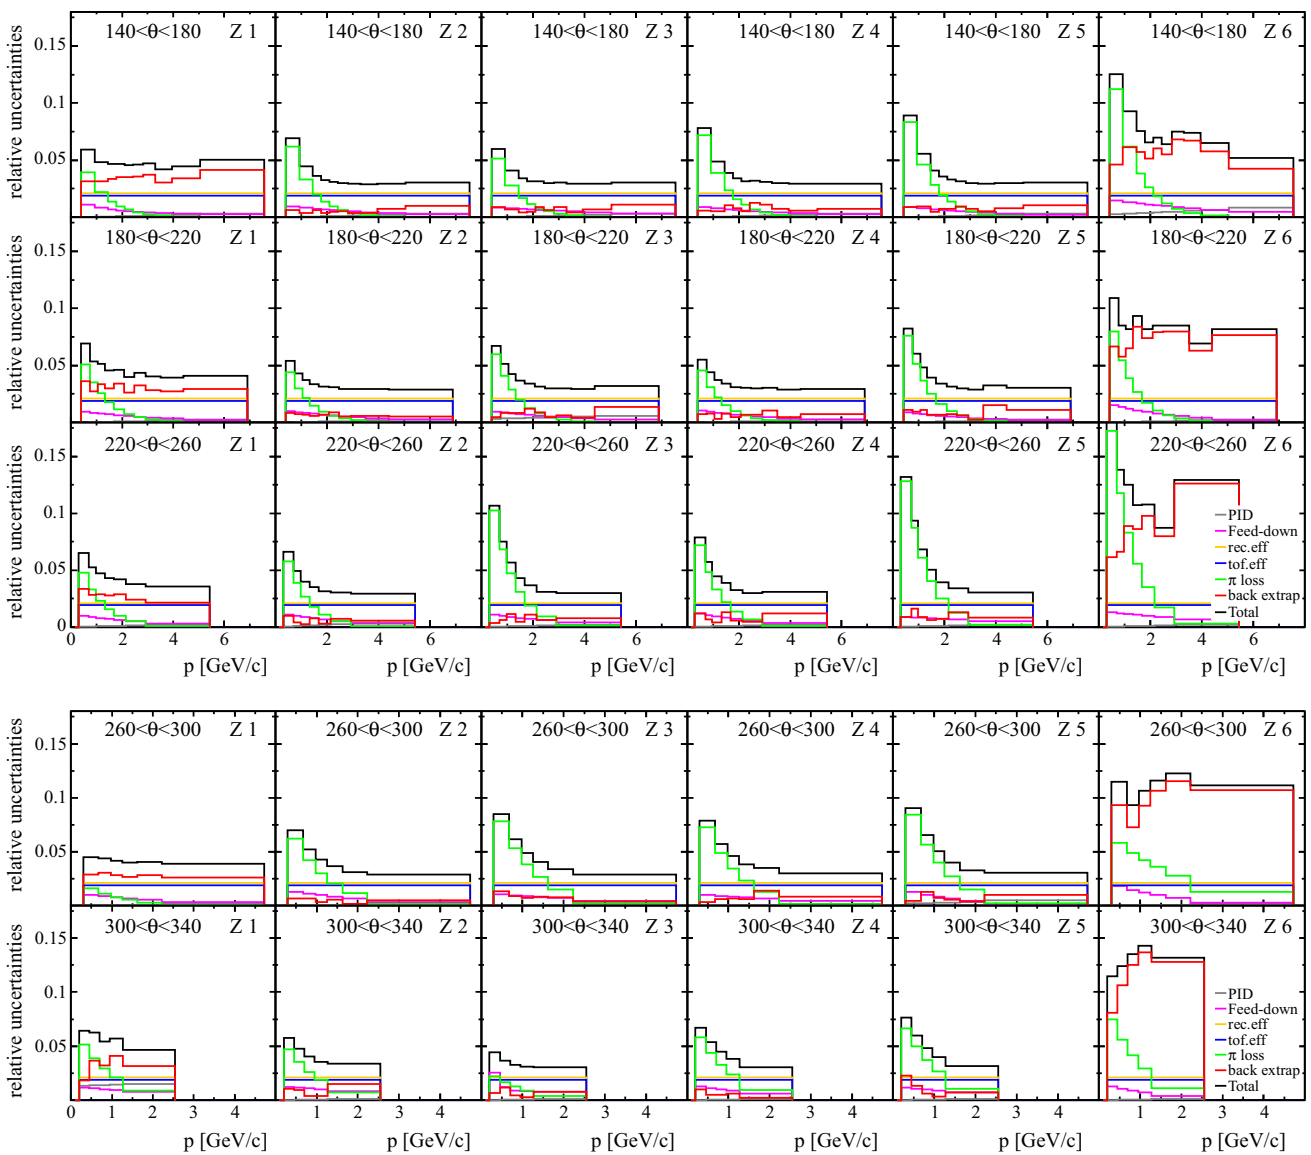 relative uncertainties
0.15
0.1
0.05
140<θ<180 Z 1
140<θ<180 Z 2
140<θ<180 Z 3
140<θ<180 Z 4
140<θ<180 Z 5
140<θ<180 Z 6
relative uncertainties
0.15
0.1
0.05
180<θ<220 Z 1
180<θ<220 Z 2
180<θ<220 Z 3
180<θ<220 Z 4
180<θ<220 Z 5
180<θ<220 Z 6
relative uncertainties
0.15
0.1
0.05
0
220<θ<260 Z 1
220<θ<260 Z 2
220<θ<260 Z 3
220<θ<260 Z 4
220<θ<260 Z 5
220<θ<260 Z 6
PID
Feed-down
rec.eff
tof.eff
π loss
back extrap
Total
0 2 4 6
2 4 6
2 4 6
2 4 6
2 4 6
2 4 6
p [GeV/c]
p [GeV/c]
p [GeV/c]
p [GeV/c]
p [GeV/c]
p [GeV/c]
relative uncertainties
0.15
0.1
0.05
260<θ<300 Z 1
260<θ<300 Z 2
260<θ<300 Z 3
260<θ<300 Z 4
260<θ<300 Z 5
260<θ<300 Z 6
relative uncertainties
0.15
0.1
0.05
0
300<θ<340 Z 1
300<θ<340 Z 2
300<θ<340 Z 3
300<θ<340 Z 4
300<θ<340 Z 5
300<θ<340 Z 6
PID
Feed-down
rec.eff
tof.eff
π loss
back extrap
Total
0 1 2 3 4
1 2 3 4
1 2 3 4
1 2 3 4
1 2 3 4
1 2 3 4
p [GeV/c]
p [GeV/c]
p [GeV/c]
p [GeV/c]
p [GeV/c]
p [GeV/c]